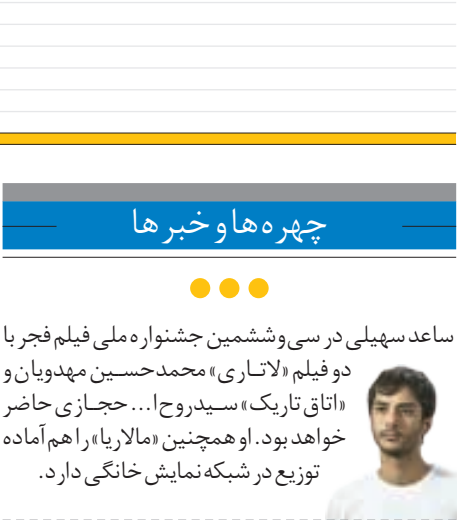 چهره‌ها و خبرها
ساعد سهیلی در سی‌وششمین جشنواره ملی فیلم فجر با
دو فیلم «لاتاری» محمدحسین مهدویان و
«اتاق تاریک» سیدروح‌ا... حجازی حاضر
خواهد بود. او همچنین «مالاریا» را هم آماده
توزیع در شبکه نمایش خانگی دارد.